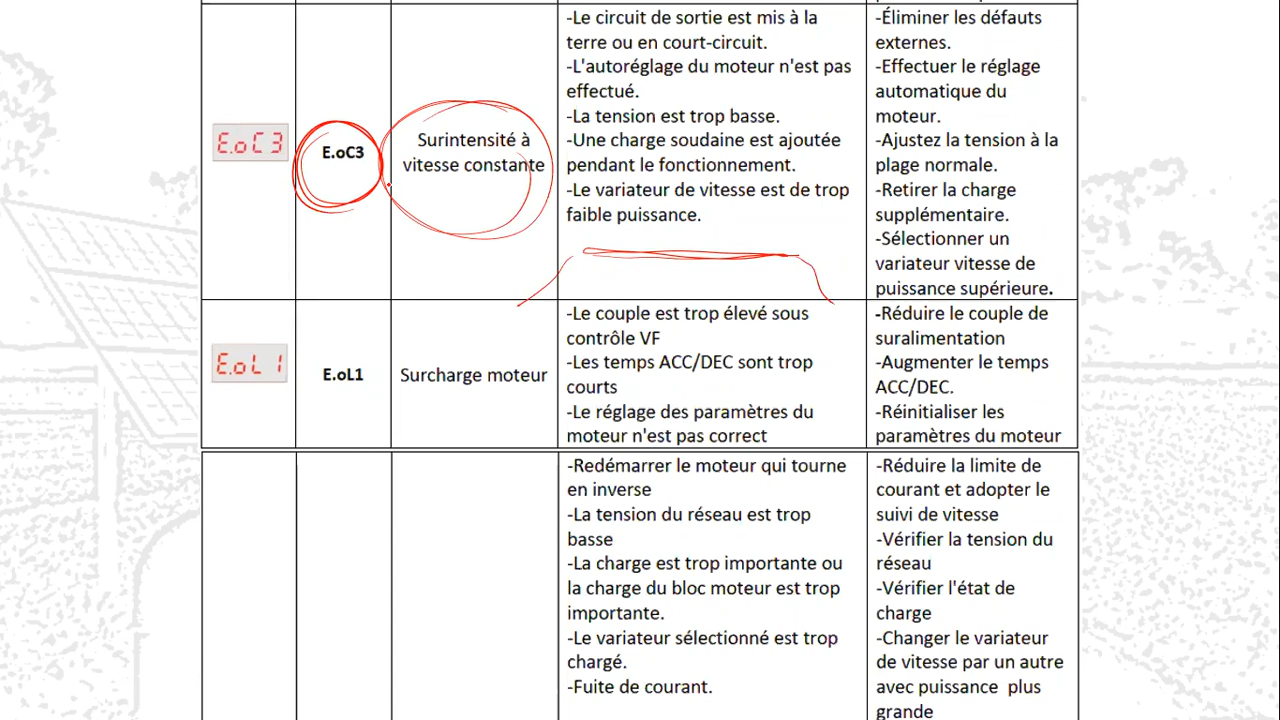 -Le circuit de sortie est mis à la
terre ou en court-circuit.
-L'autoréglage du moteur n'est pas
effectué.
-La tension est trop basse.
-Une charge soudaine est ajoutée
pendant le fonctionnement.
-Le variateur de vitesse est de trop
faible puissance.
-Éliminer les défauts
externes.
-Effectuer le réglage
automatique du
moteur.
-Ajustez la tension à la
plage normale.
-Retirer la charge
supplémentaire.
-Sélectionner un
variateur vitesse de
puissance supérieure.
E.oC3
E.oC3
Surintensité à
vitesse constante
E.oL1
E.oL1
Surcharge moteur
-Le couple est trop élevé sous
contrôle VF
-Les temps ACC/DEC sont trop
courts
-Le réglage des paramètres du
moteur n'est pas correct
-Réduire le couple de
suralimentation
-Augmenter le temps
ACC/DEC.
-Réinitialiser les
paramètres du moteur
-Redémarrer le moteur qui tourne
en inverse
-La tension du réseau est trop
basse
-La charge est trop importante ou
la charge du bloc moteur est trop
importante.
-Le variateur sélectionné est trop
chargé.
-Fuite de courant.
-Réduire la limite de
courant et adopter le
suivi de vitesse
-Vérifier la tension du
réseau
-Vérifier l'état de
charge
-Changer le variateur
de vitesse par un autre
avec puissance plus
grande